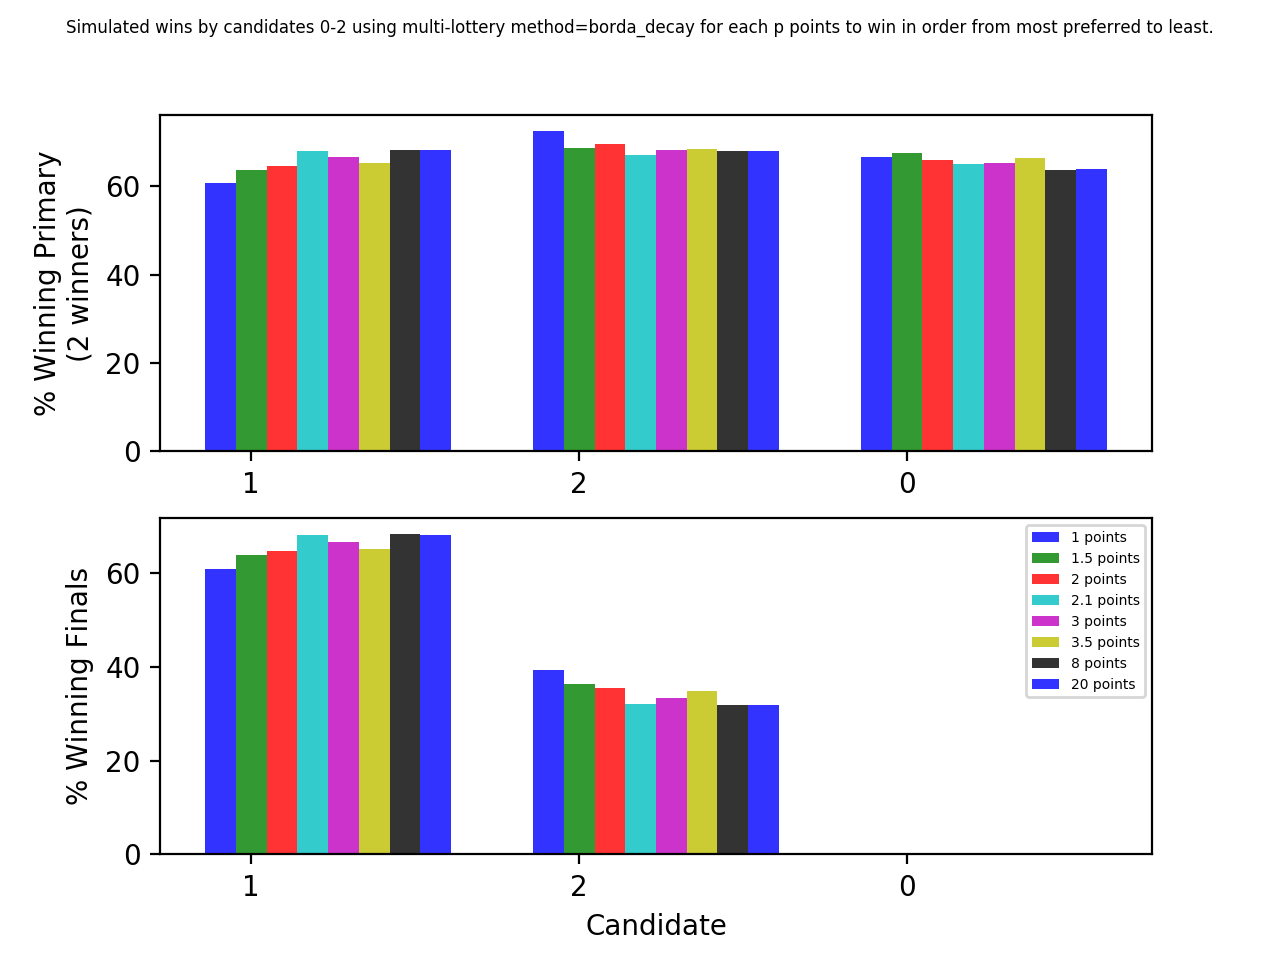 Simulated wins by candidates 0-2 using multi-lottery method=borda_decay for each p points to win in order from most preferred to least.
% Winning Primary
(2 winners)
60
40
20
0
1
2
0
% Winning Finals
60
40
20
0
1 points
1.5 points
2 points
2.1 points
3 points
3.5 points
8 points
20 points
1
2
0
Candidate